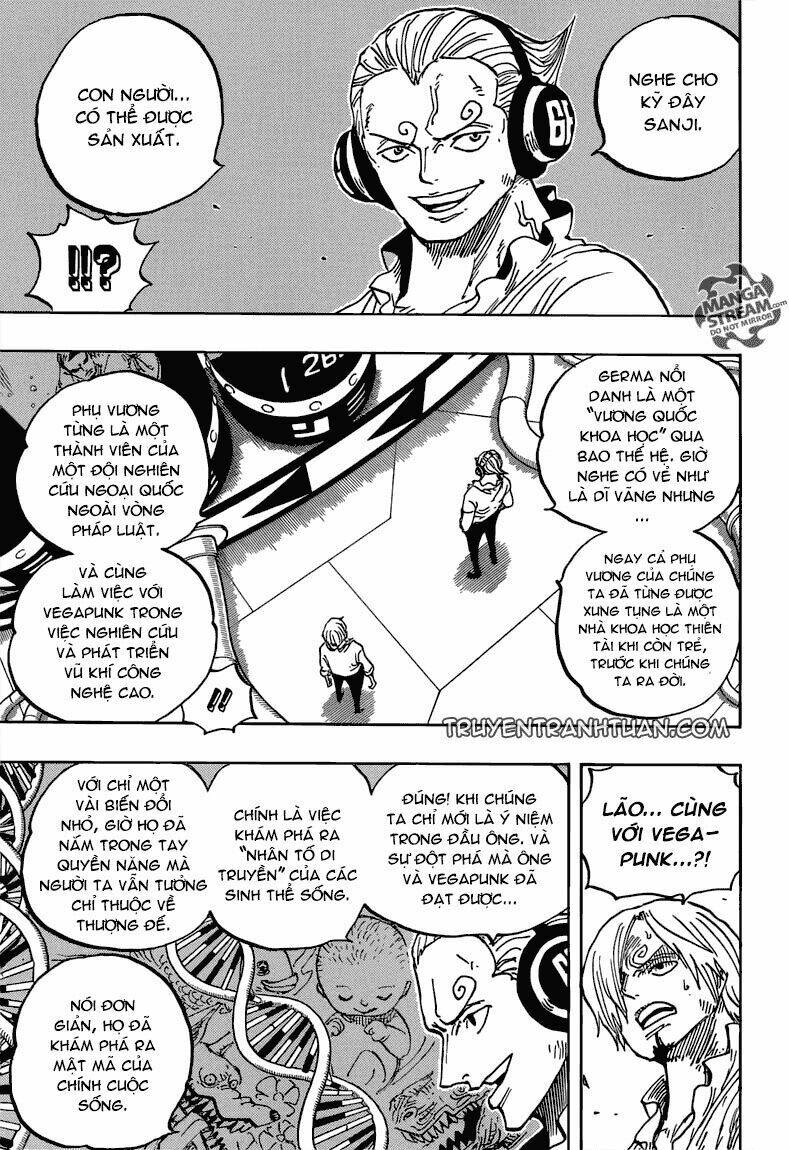 NGHE CHO
KỸ ĐÂY
SANJI.
CON NGƯỜI...
CÓ THỂ ĐƯỢC
SẢN XUẤT.
!!?
MANGA
STREAM.com
DO NOT MIRROR
GERMA NỔI
DANH LÀ MỘT
"VƯƠNG QUỐC
KHOA HỌC" QUA
BAO THẾ HỆ. GIỜ
NGHE CÓ VẺ NHƯ
LÀ DĨ VÃNG NHƯNG
...
NGAY CẢ PHỤ
VƯƠNG CỦA CHÚNG
TA ĐÃ TỪNG ĐƯỢC
XƯNG TỤNG LÀ MỘT
NHÀ KHOA HỌC THIÊN
TÀI KHI CÒN TRẺ,
TRƯỚC KHI CHÚNG
TA RA ĐỜI.
PHỤ VƯƠNG
TỪNG LÀ MỘT
THÀNH VIÊN CỦA
MỘT ĐỘI NGHIÊN
CỨU NGOẠI QUỐC
NGOÀI VÒNG
PHÁP LUẬT.
VÀ CÙNG
LÀM VIỆC VỚI
VEGAPUNK TRONG
VIỆC NGHIÊN CỨU
VÀ PHÁT TRIỂN
VŨ KHÍ CÔNG
NGHỆ CAO.
!!
TRUYENTRANHTUAN.COM
LÃO... CÙNG
VỚI VEGA-
PUNK...?!
ĐÚNG! KHI CHÚNG
TA CHỈ MỚI LÀ Ý NIỆM
TRONG ĐẦU ÔNG. VÀ
SỰ ĐỘT PHÁ MÀ ÔNG
VÀ VEGAPUNK ĐÃ
ĐẠT ĐƯỢC...
CHÍNH LÀ VIỆC
KHÁM PHÁ RA
"NHÂN TỐ DI
TRUYỀN" CỦA CÁC
SINH THỂ SỐNG.
VỚI CHỈ MỘT
VÀI BIẾN ĐỔI
NHỎ, GIỜ HỌ ĐÃ
NẮM TRONG TAY
QUYỀN NĂNG MÀ
NGƯỜI TA VẪN TƯỞNG
CHỈ THUỘC VỀ
THƯỢNG ĐẾ.
NÓI ĐƠN
GIẢN, HỌ ĐÃ
KHÁM PHÁ RA
MẬT MÃ CỦA
CHÍNH CUỘC
SỐNG.